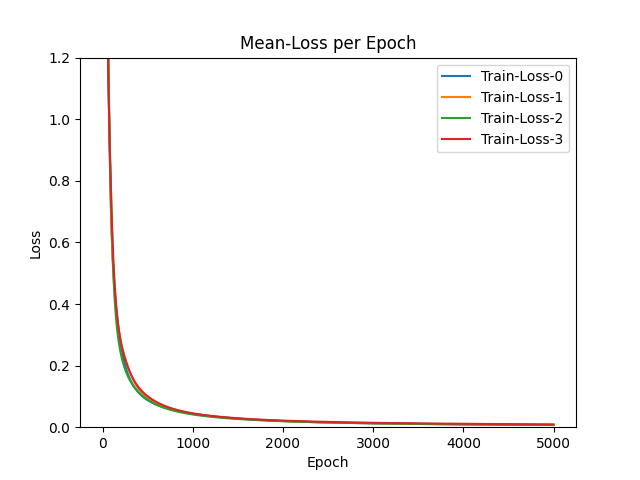 Mean-Loss per Epoch
Train-Loss-0
Train-Loss-1
Train-Loss-2
Train-Loss-3
1.2
1.0
0.8
0.6
0.4
0.2
0.0
Loss
0 1000 2000 3000 4000 5000
Epoch